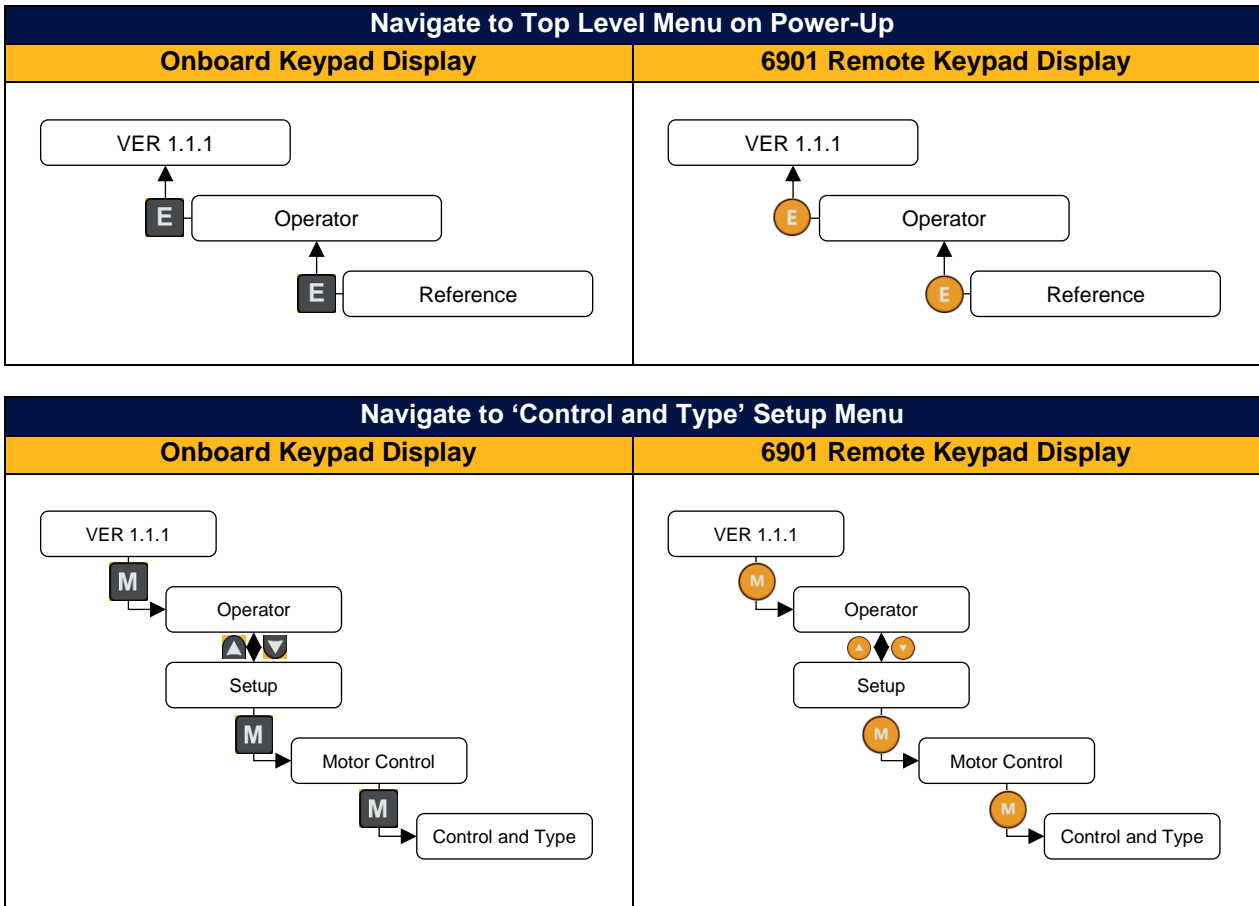 Navigate to Top Level Menu on Power-Up
Onboard Keypad Display
6901 Remote Keypad Display
VER 1.1.1
E
Operator
E
Reference
VER 1.1.1
E
Operator
E
Reference
Navigate to ‘Control and Type’ Setup Menu
Onboard Keypad Display
6901 Remote Keypad Display
VER 1.1.1
M
Operator
Setup
M
Motor Control
M
Control and Type
VER 1.1.1
M
Operator
Setup
M
Motor Control
M
Control and Type